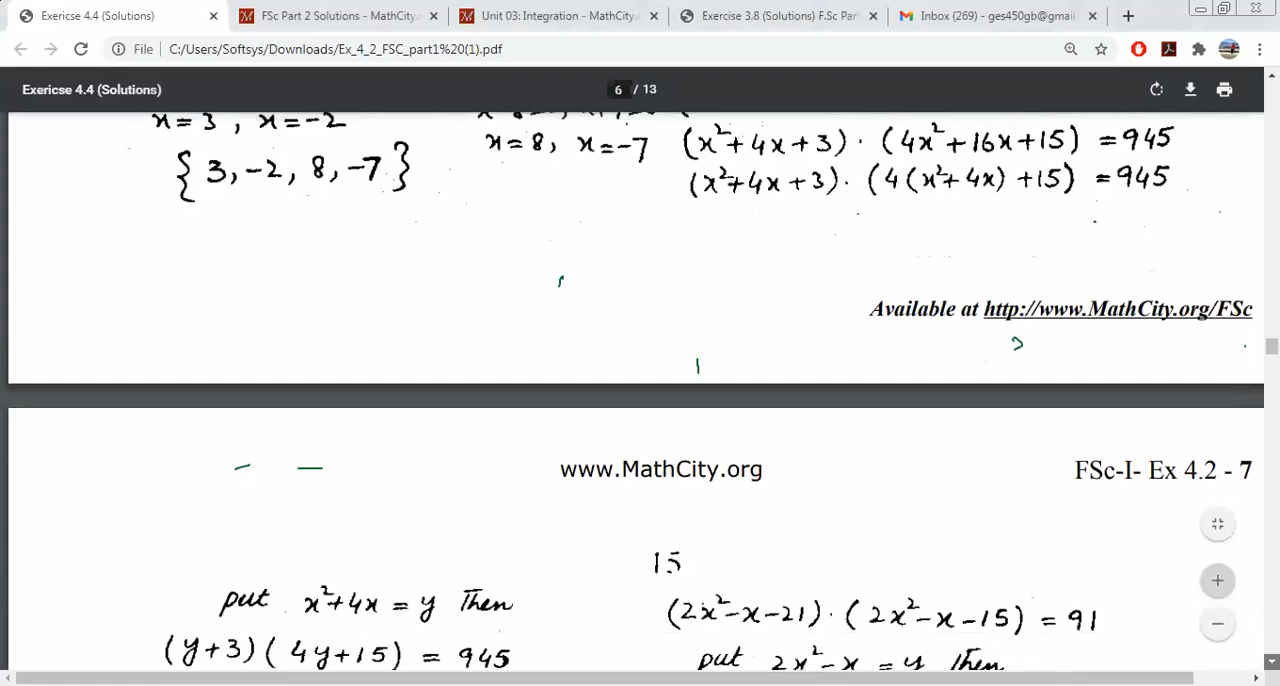 Exericse 4.4 (Solutions)
FSc Part 2 Solutions - MathCity.
Unit 03: Integration - MathCity.
Exercise 3.8 (Solutions) F.Sc Part
Inbox (269) - ges450gb@gmail
File
C:/Users/Softsys/Downloads/Ex_4_2_FSC_part1%20(1).pdf
Exericse 4.4 (Solutions)
6 / 13
x = 3 , x = -2
{ 3, -2, 8, -7 }
x = 8, x = -7
(x²+4x+3) · (4x²+16x+15) = 945
(x²+4x+3) · (4(x²+4x)+15) = 945
Available at http://www.MathCity.org/FSc
www.MathCity.org
FSc-I- Ex 4.2 - 7
put x²+4x = y Then
(y+3)(4y+15) = 945
15
(2x²-x-21) · (2x²-x-15) = 91
put 2x²-x = y Then